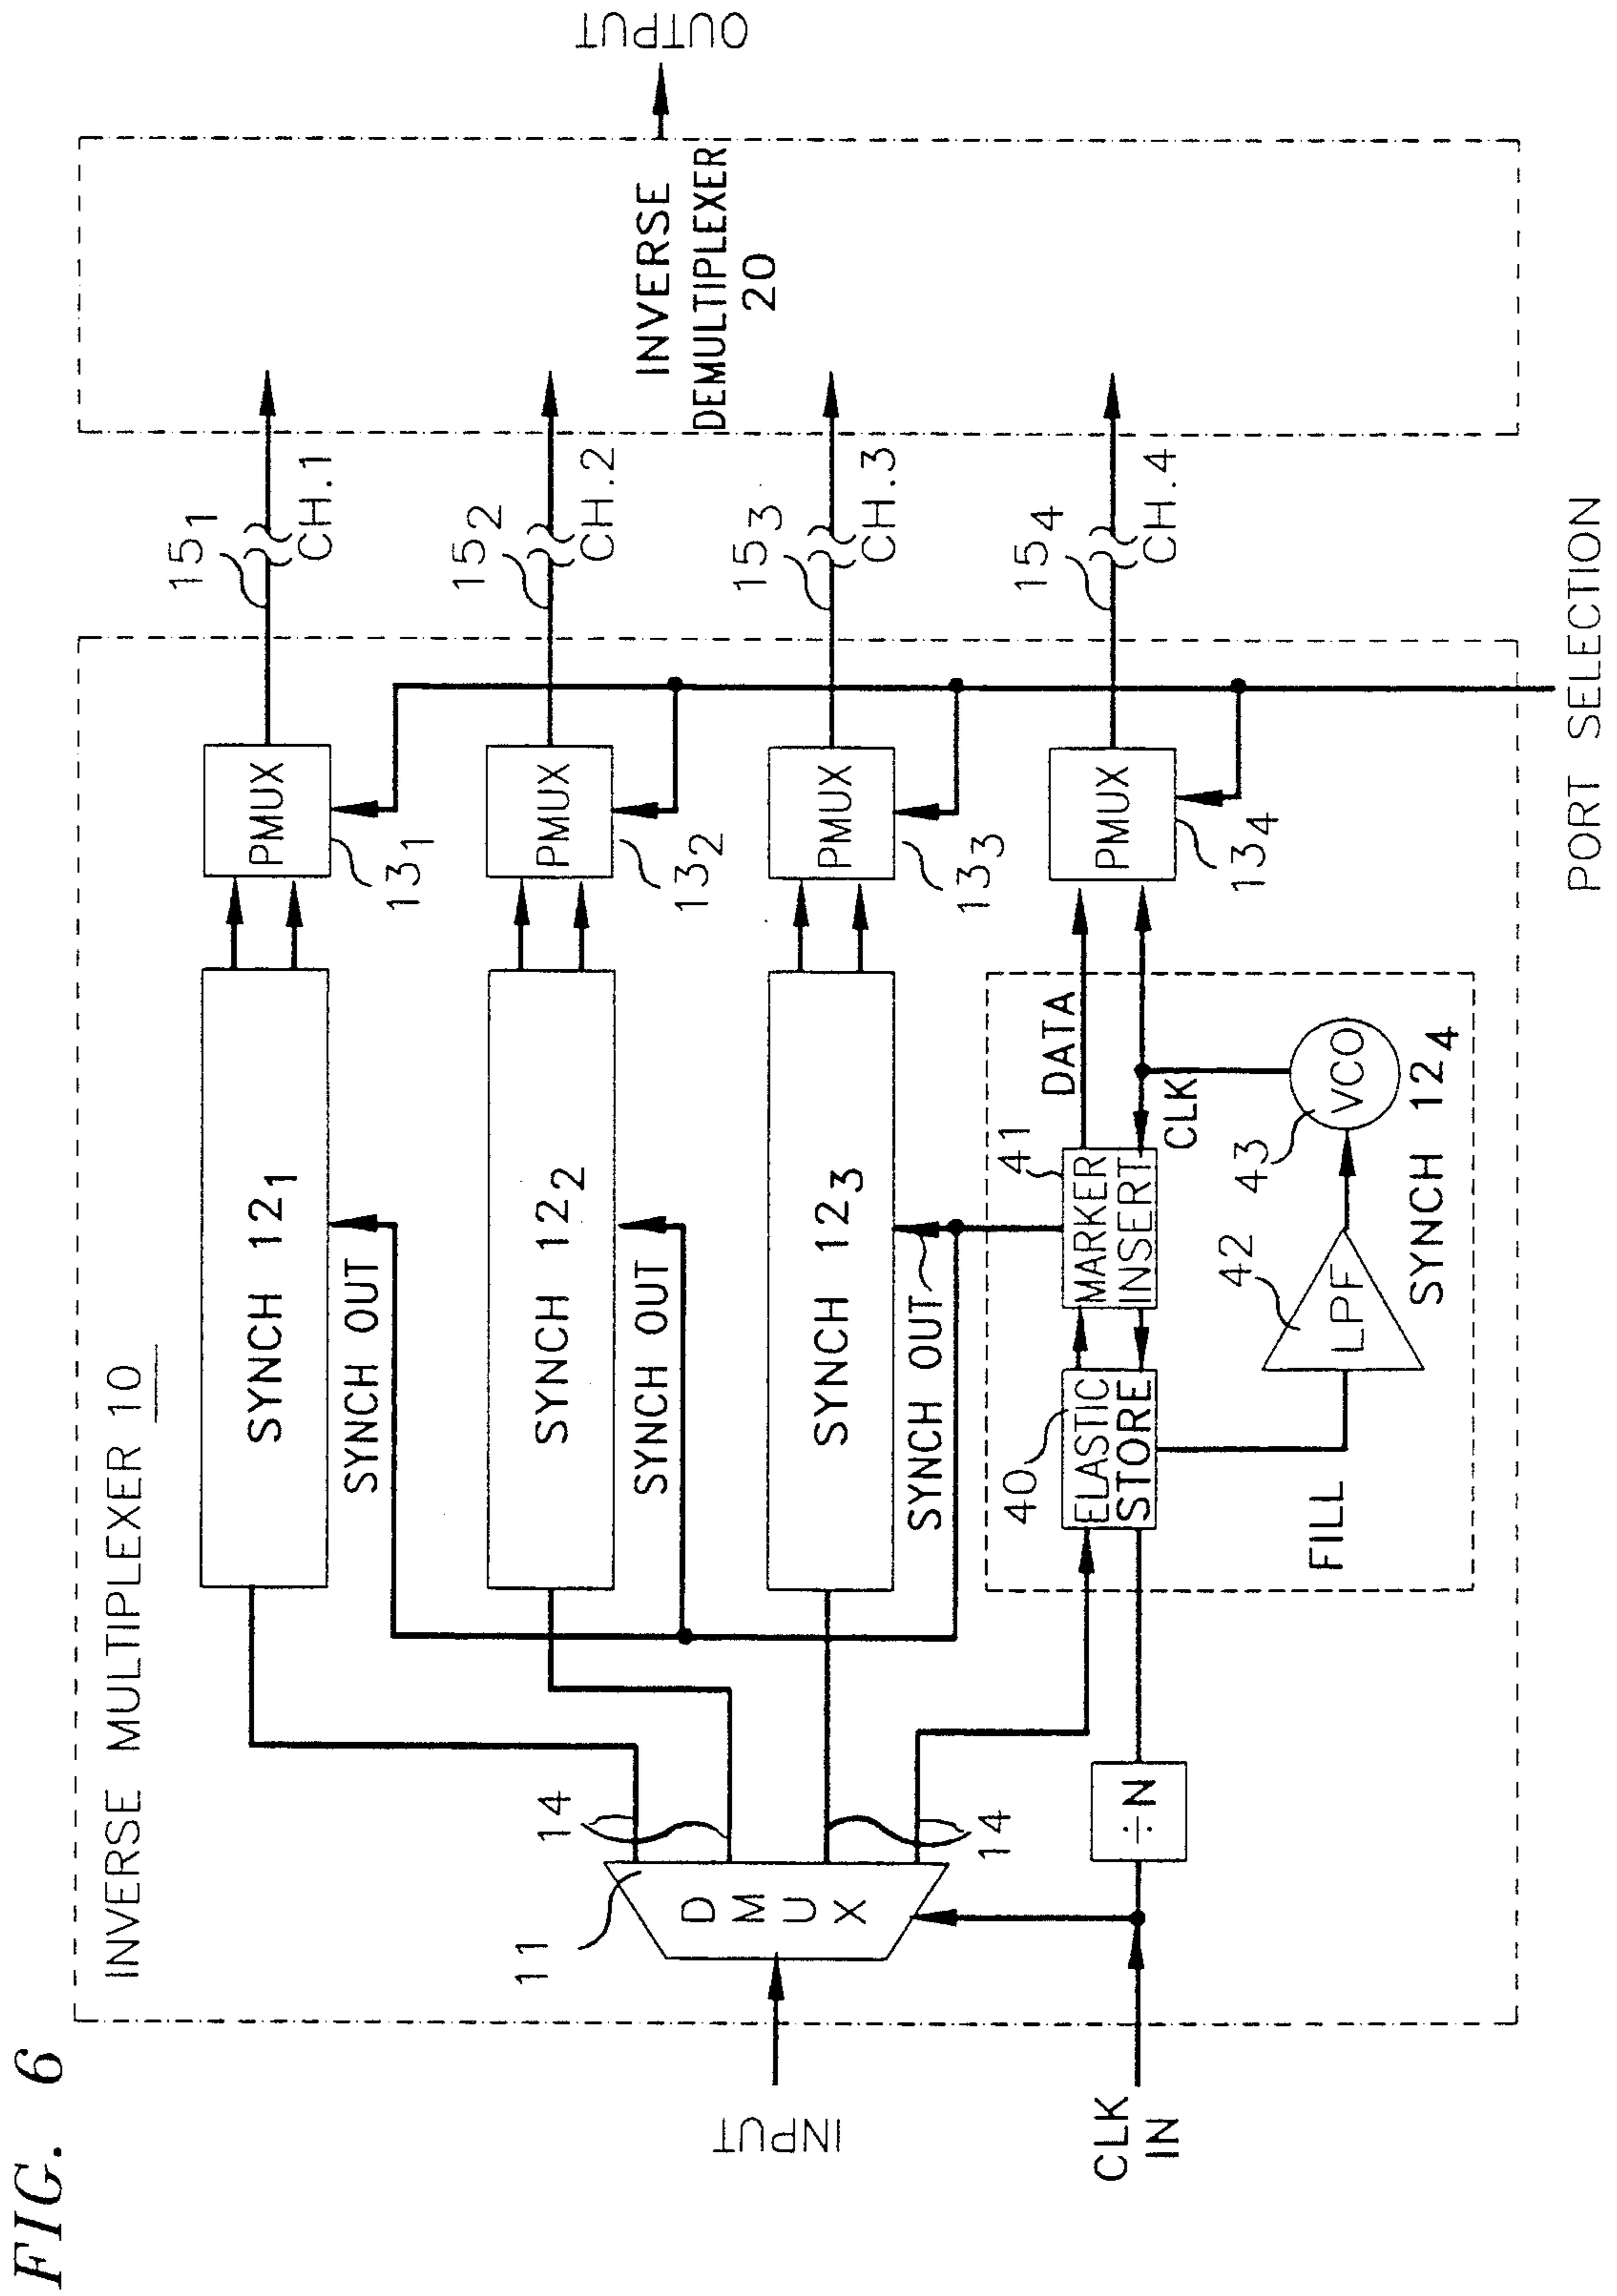 FIG. 6
INVERSE MULTIPLEXER 10
INPUT
CLK
IN
11
DMUX
14
14
÷N
SYNCH 12₁
SYNCH OUT
SYNCH 12₂
SYNCH OUT
SYNCH 12₃
SYNCH OUT
40
ELASTIC
STORE
FILL
41
MARKER
INSERT
42
LPF
43
VCO
DATA
CLK
SYNCH 12₄
PMUX
13₁
PMUX
13₂
PMUX
13₃
PMUX
13₄
PORT SELECTION
15₁
CH.1
15₂
CH.2
15₃
CH.3
15₄
CH.4
INVERSE
DEMULTIPLEXER
20
OUTPUT